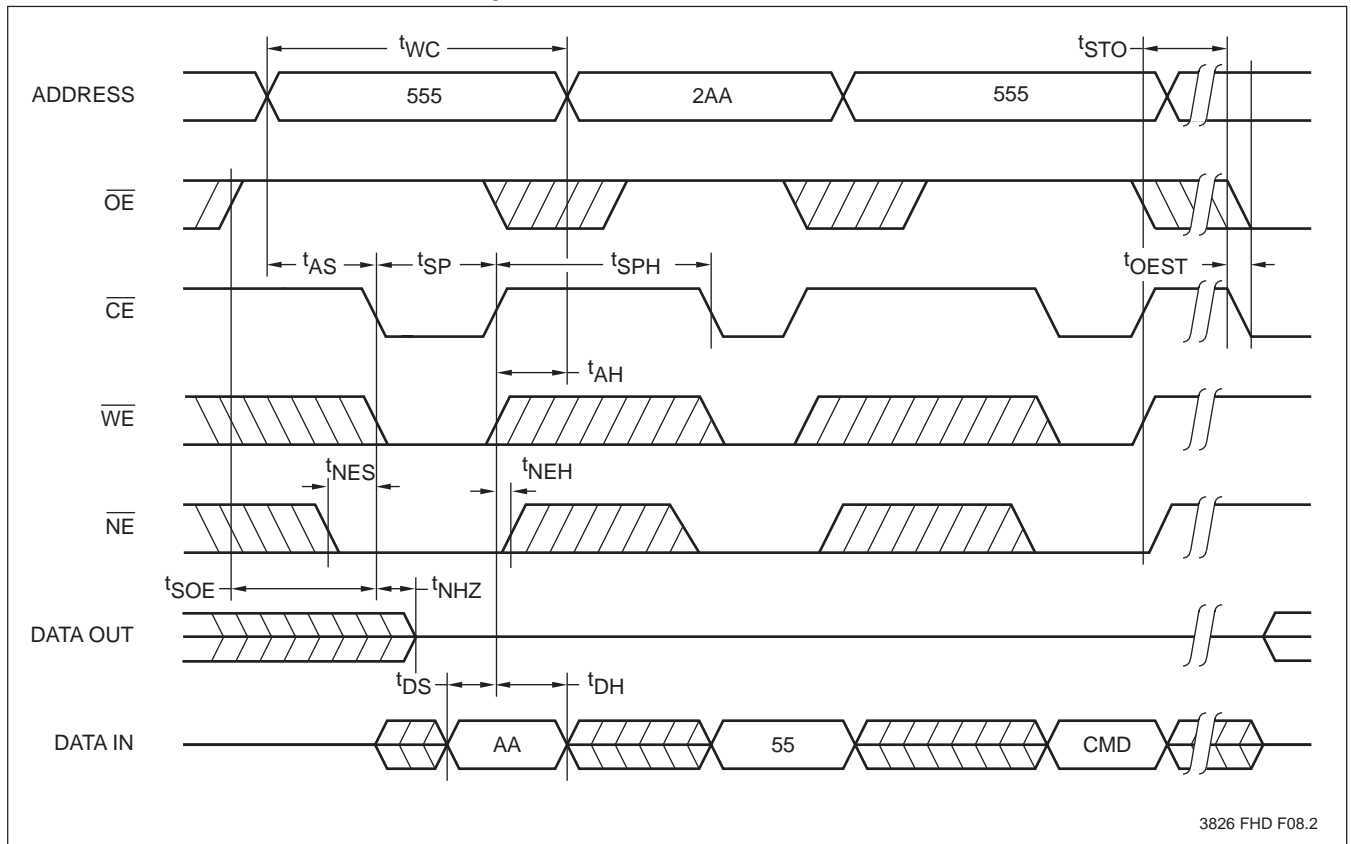 tWC
tSTO
ADDRESS 555 2AA 555
OE
tAS tSP tSPH tOEST
CE
tAH
WE
tNES tNEH
NE
tSOE tNHZ
DATA OUT
tDS tDH
DATA IN AA 55 CMD
3826 FHD F08.2